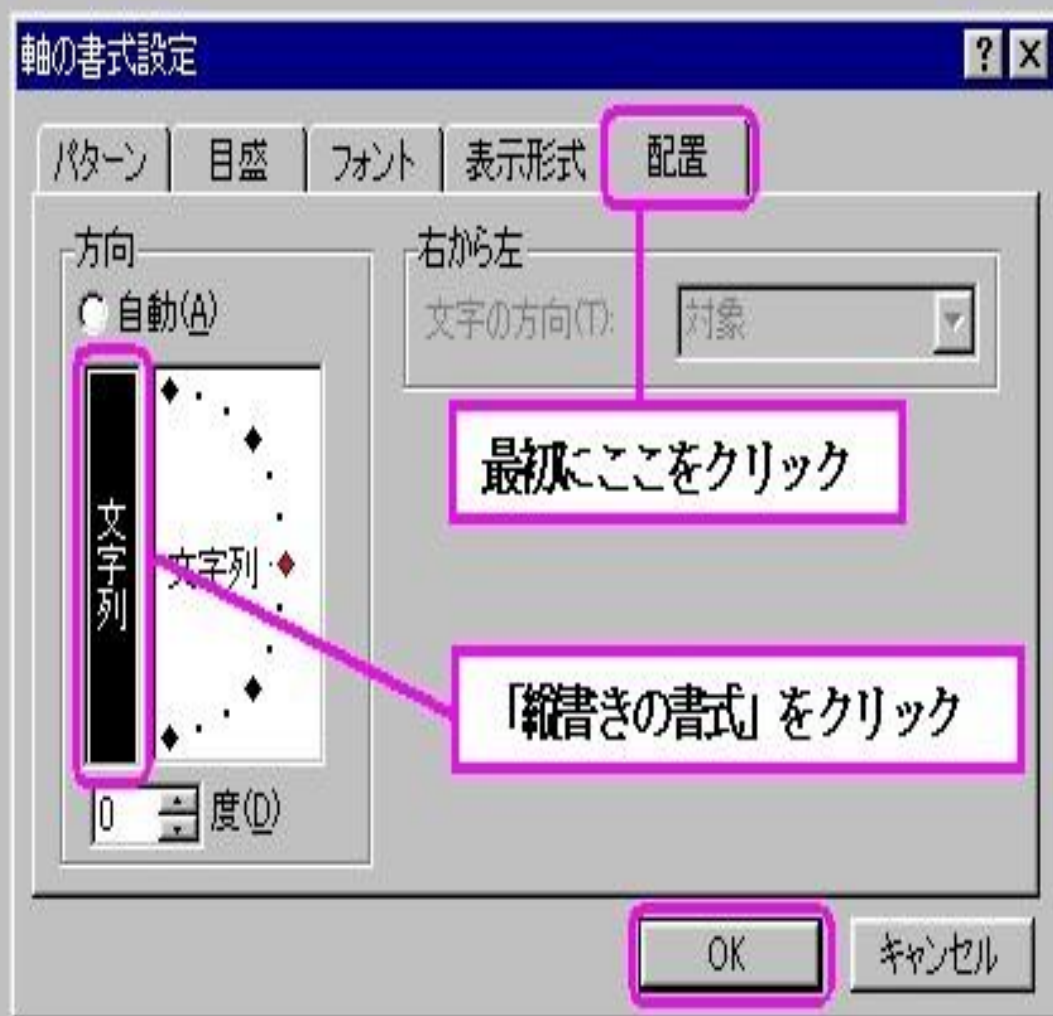 軸の書式設定
パターン 目盛 フォント 表示形式 配置
方向
自動(A)
文字列
文字列
0 度(D)
右から左
文字の方向(T): 対象
最初にここをクリック
「縦書きの書式」をクリック
OK キャンセル